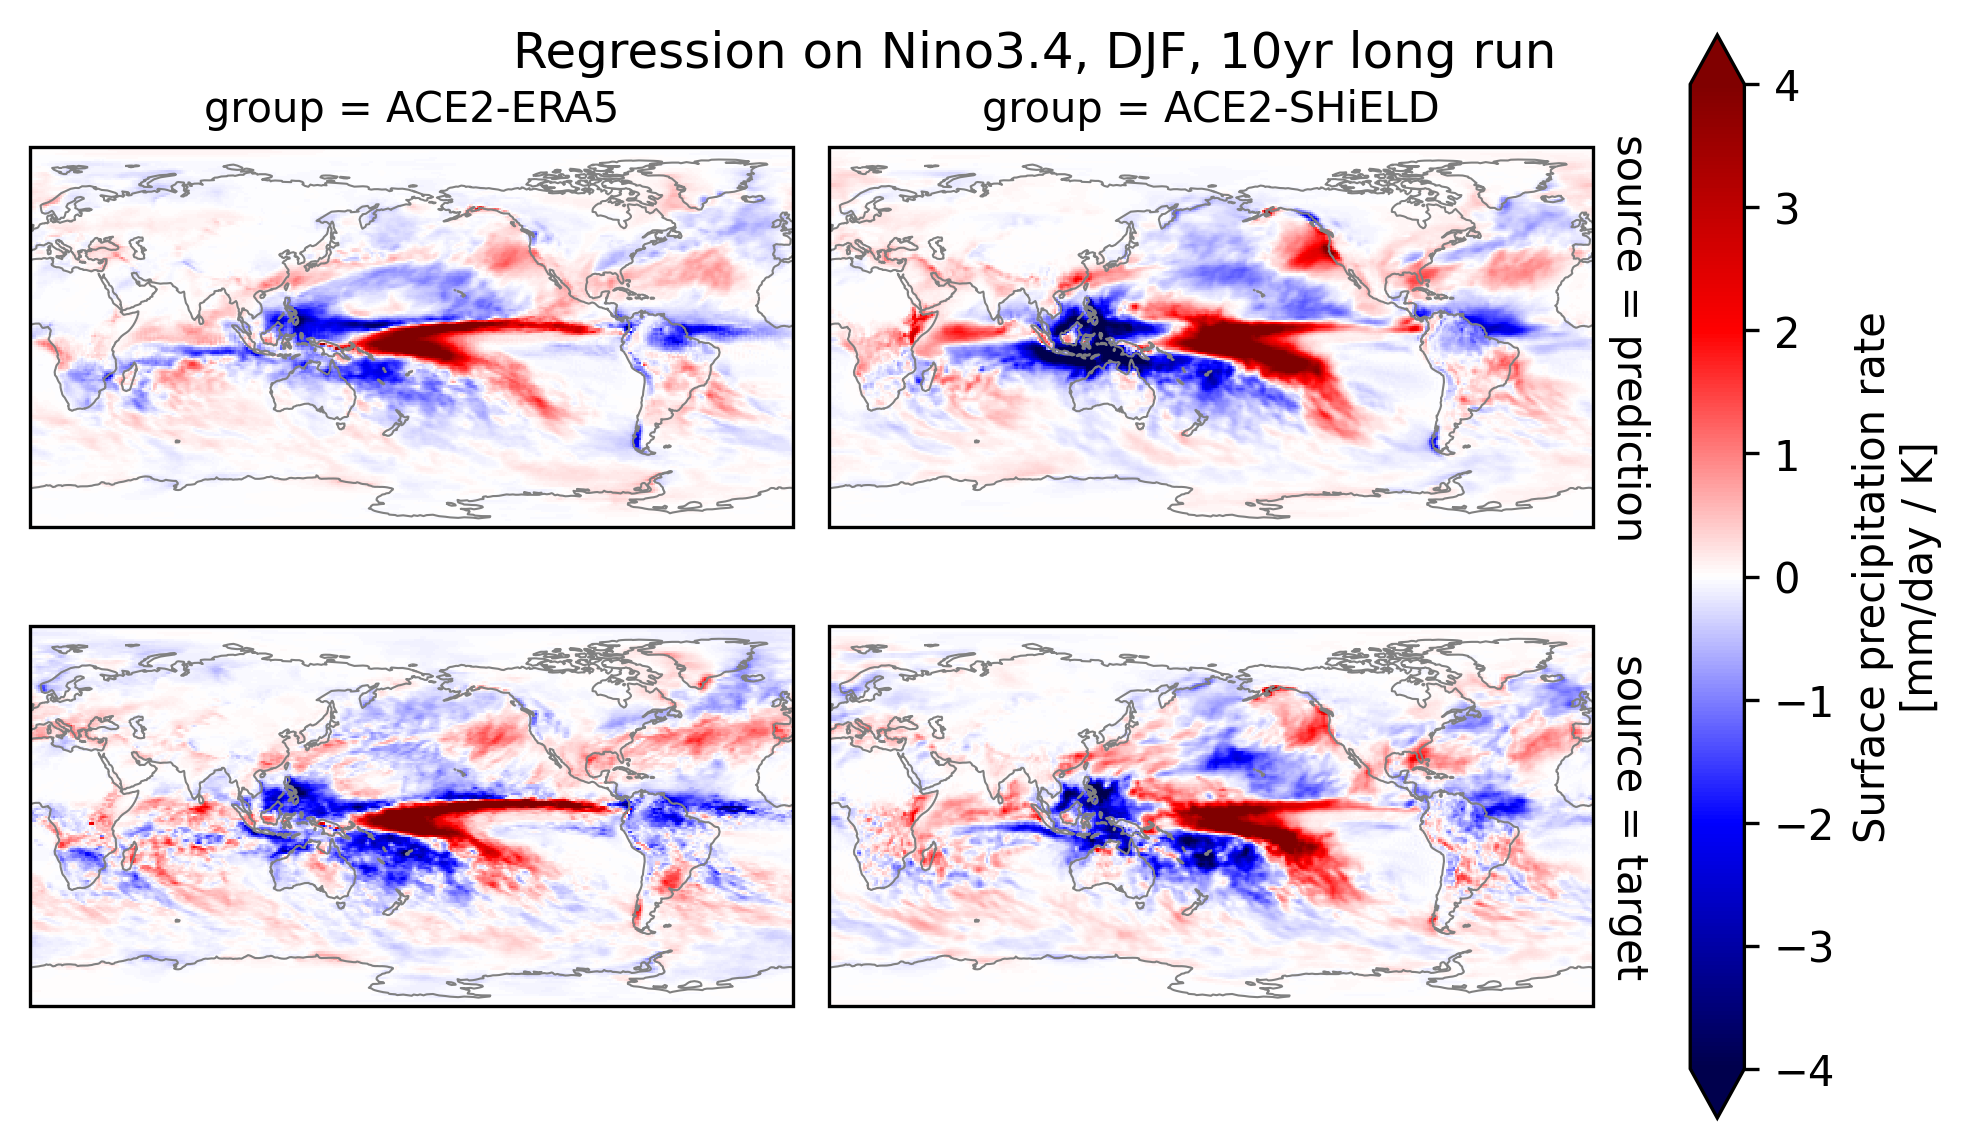 Regression on Nino3.4, DJF, 10yr long run
group = ACE2-ERA5
group = ACE2-SHiELD
source = prediction
source = target
4
3
2
1
0
−1
−2
−3
−4
Surface precipitation rate
[mm/day / K]